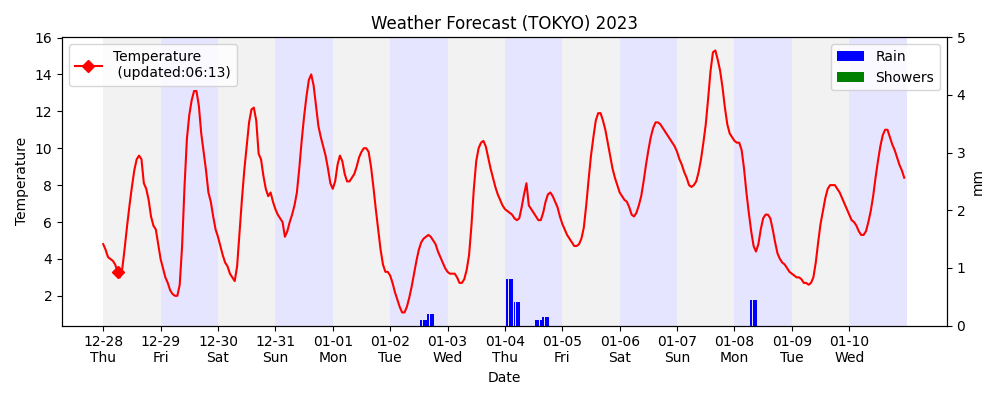 Weather Forecast (TOKYO) 2023
Temperature
(updated:06:13)
Rain
Showers
16
14
12
10
8
6
4
2
Temperature
5
4
3
2
1
0
mm
12-28 12-29 12-30 12-31 01-01 01-02 01-03 01-04 01-05 01-06 01-07 01-08 01-09 01-10
Thu Fri Sat Sun Mon Tue Wed Thu Fri Sat Sun Mon Tue Wed
Date